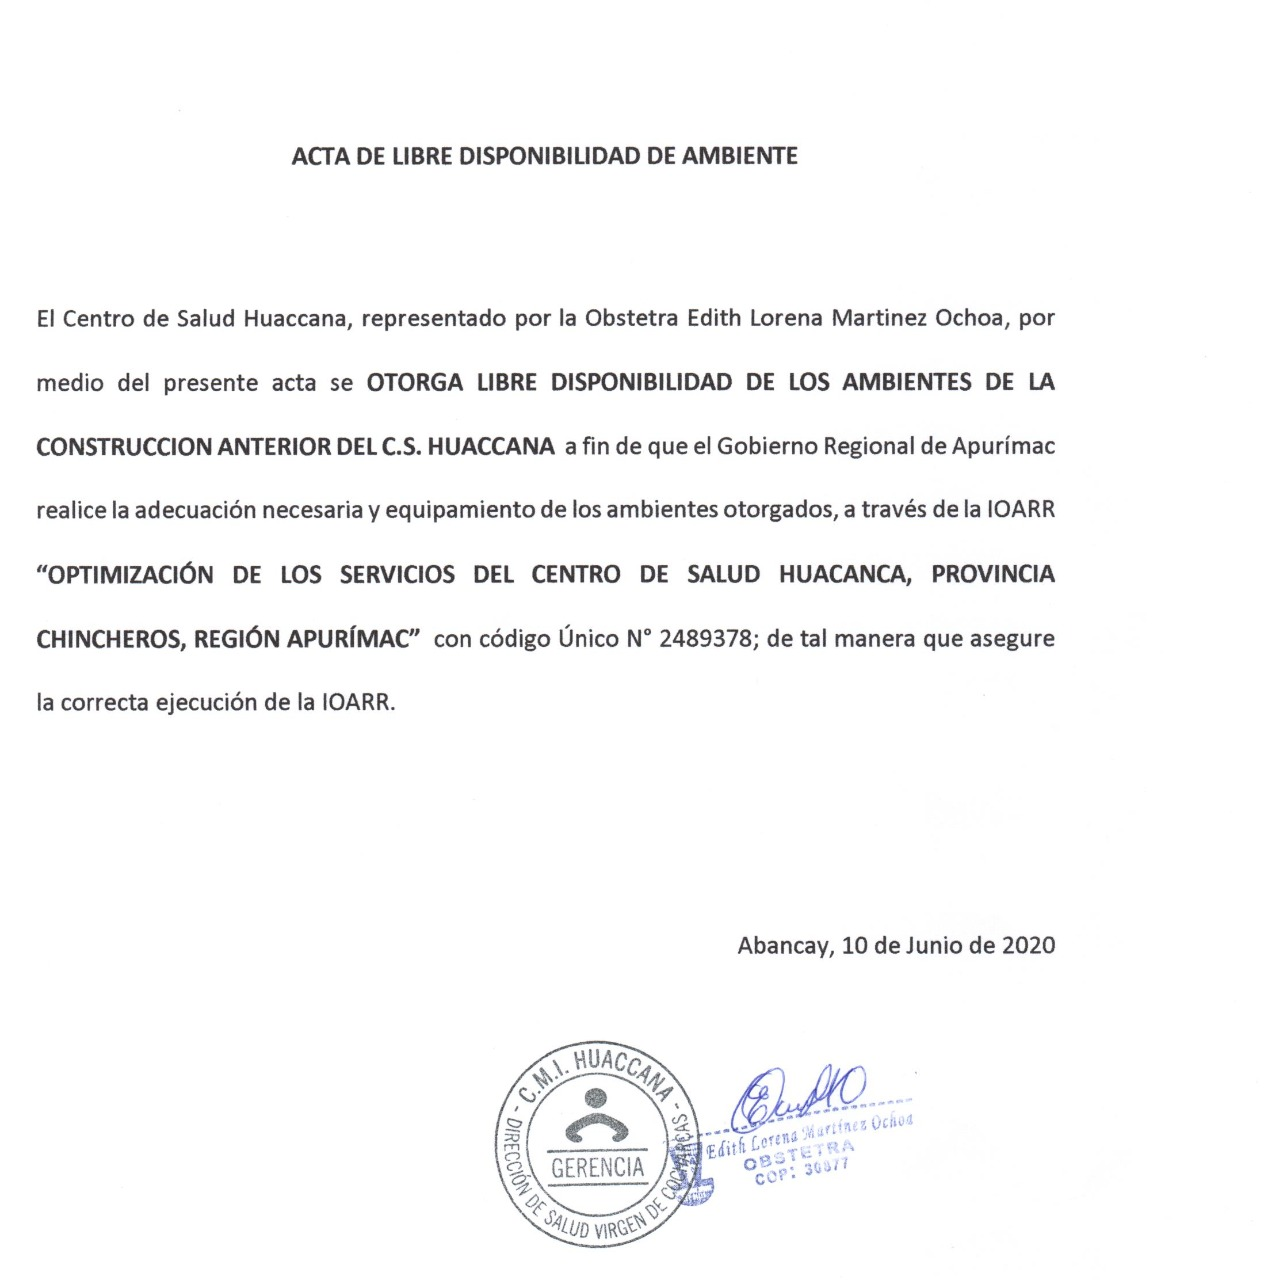 ACTA DE LIBRE DISPONIBILIDAD DE AMBIENTE
El Centro de Salud Huaccana, representado por la Obstetra Edith Lorena Martinez Ochoa, por
medio del presente acta se OTORGA LIBRE DISPONIBILIDAD DE LOS AMBIENTES DE LA
CONSTRUCCION ANTERIOR DEL C.S. HUACCANA a fin de que el Gobierno Regional de Apurímac
realice la adecuación necesaria y equipamiento de los ambientes otorgados, a través de la IOARR
“OPTIMIZACIÓN DE LOS SERVICIOS DEL CENTRO DE SALUD HUACANCA, PROVINCIA
CHINCHEROS, REGIÓN APURÍMAC” con código Único N° 2489378; de tal manera que asegure
la correcta ejecución de la IOARR.
Abancay, 10 de Junio de 2020
- C.M.I. HUACCANA -
DIRECCIÓN DE SALUD VIRGEN DE COCHARCAS
GERENCIA
Edith Lorena Martínez Ochoa
OBSTETRA
COP: 30877